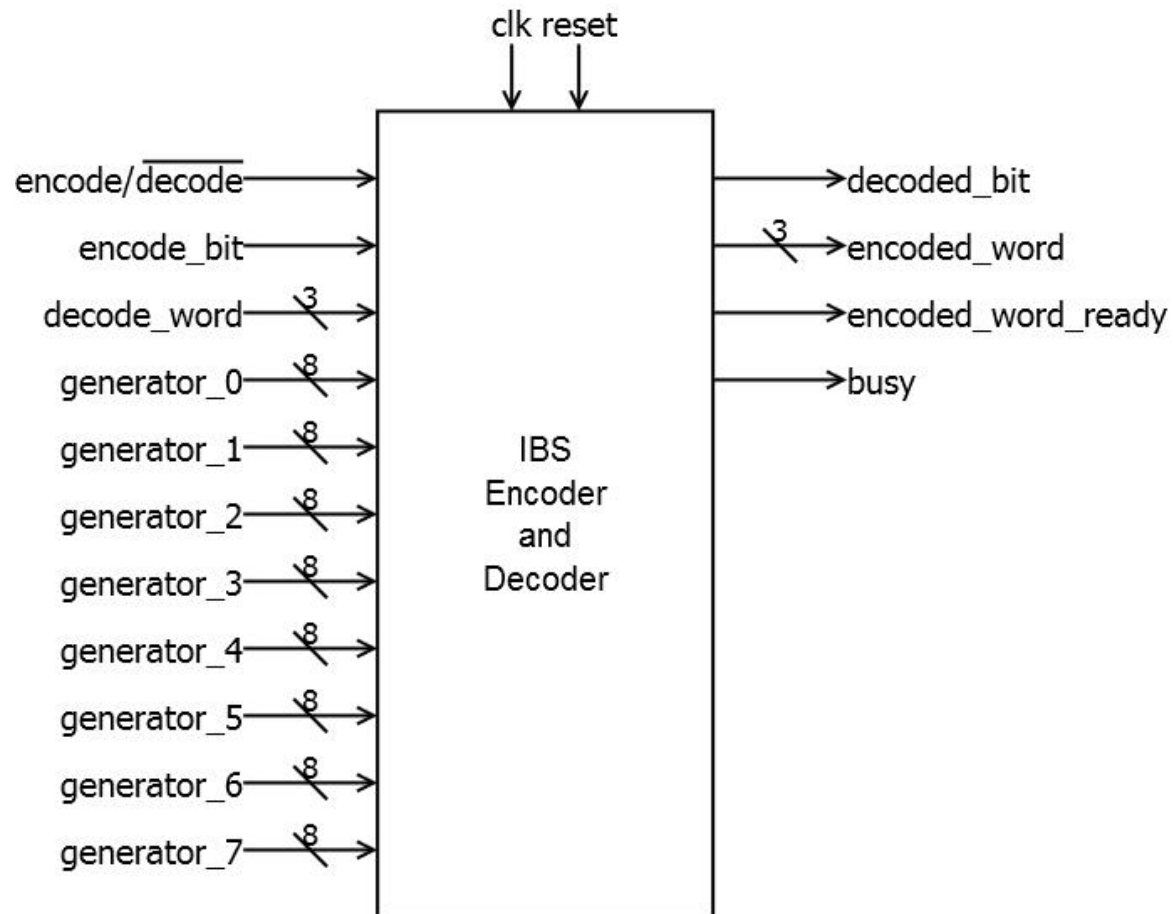 clk reset
encode/decode
encode_bit
3
decode_word
8
generator_0
8
generator_1
8
generator_2
8
generator_3
8
generator_4
8
generator_5
8
generator_6
8
generator_7
IBS
Encoder
and
Decoder
decoded_bit
3
encoded_word
encoded_word_ready
busy